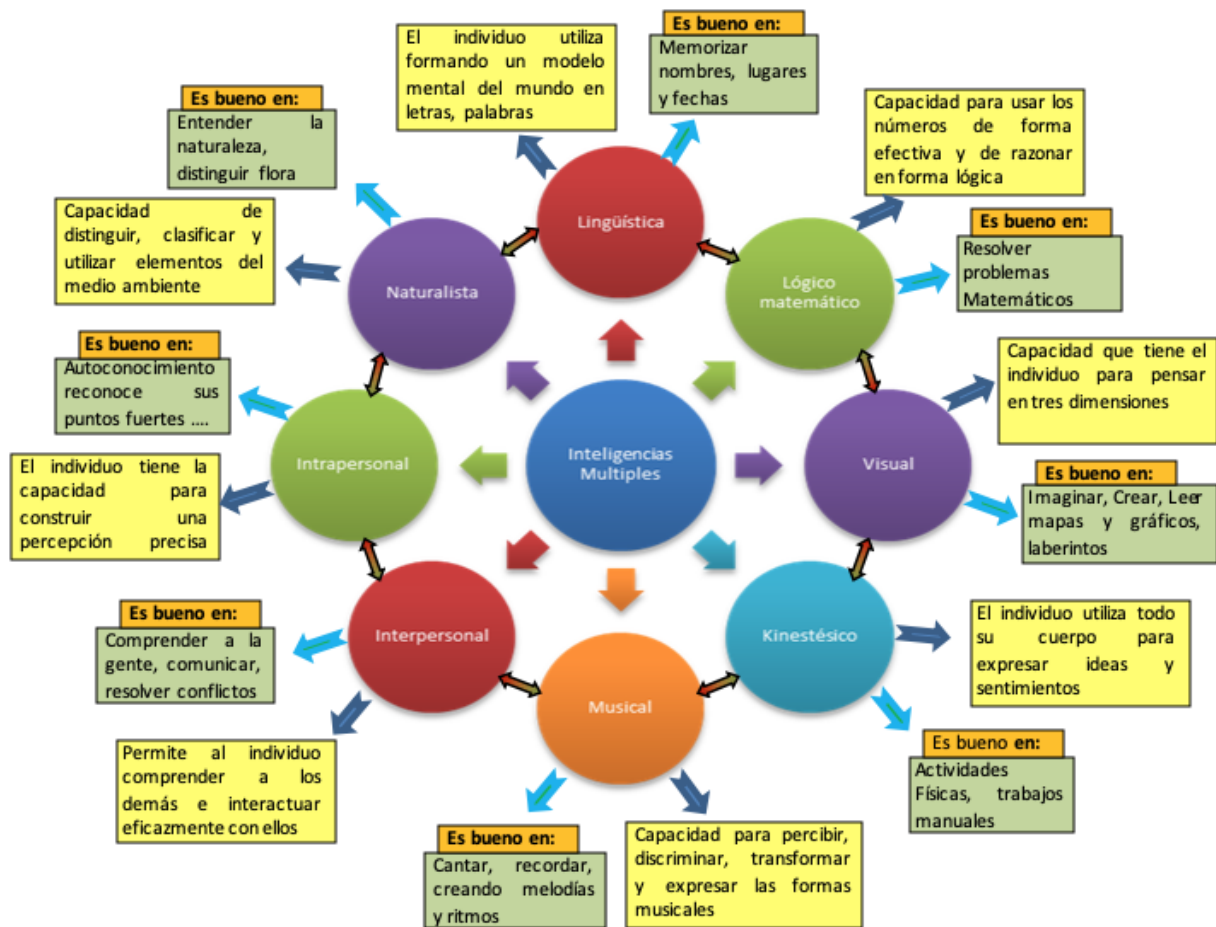 Inteligencias
Multiples
Lingüística
El individuo utiliza
formando un modelo
mental del mundo en
letras, palabras
Es bueno en:
Memorizar
nombres, lugares
y fechas
Lógico
matemático
Capacidad para usar los
números de forma
efectiva y de razonar
en forma lógica
Es bueno en:
Resolver
problemas
Matemáticos
Visual
Capacidad que tiene el
individuo para pensar
en tres dimensiones
Es bueno en:
Imaginar, Crear, Leer
mapas y gráficos,
laberintos
Kinestésico
El individuo utiliza todo
su cuerpo para
expresar ideas y
sentimientos
Es bueno en:
Actividades
Físicas, trabajos
manuales
Musical
Capacidad para percibir,
discriminar, transformar
y expresar las formas
musicales
Es bueno en:
Cantar, recordar,
creando melodías
y ritmos
Interpersonal
Es bueno en:
Comprender a la
gente, comunicar,
resolver conflictos
Permite al individuo
comprender a los
demás e interactuar
eficazmente con ellos
Intrapersonal
Es bueno en:
Autoconocimiento
reconoce sus
puntos fuertes ....
El individuo tiene la
capacidad para
construir una
percepción precisa
Naturalista
Es bueno en:
Entender la
naturaleza,
distinguir flora
Capacidad de
distinguir, clasificar y
utilizar elementos del
medio ambiente